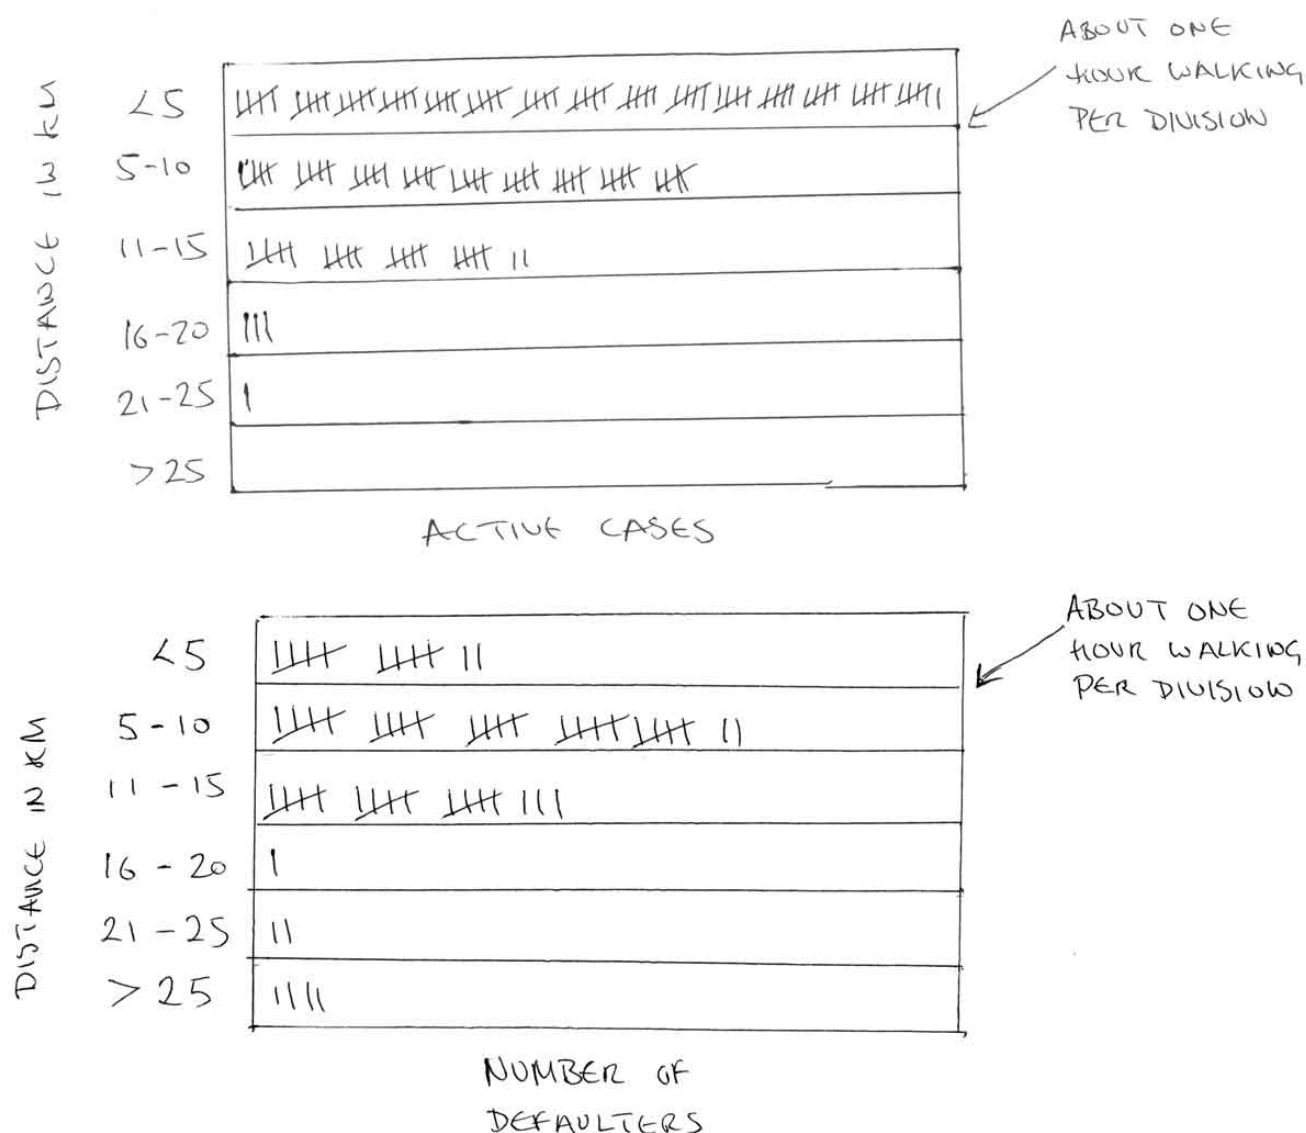 ABOUT ONE
HOUR WALKING
PER DIVISION
DISTANCE IN KM
<5
5-10
11-15
16-20
21-25
>25
ACTIVE CASES
ABOUT ONE
HOUR WALKING
PER DIVISION
DISTANCE IN KM
<5
5-10
11-15
16-20
21-25
>25
NUMBER OF
DEFAULTERS